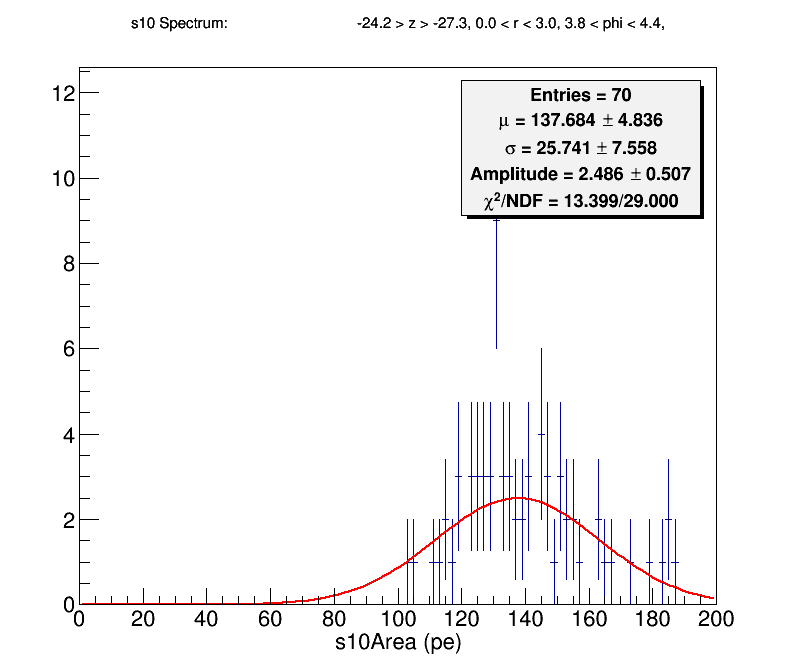 s10 Spectrum: -24.2 > z > -27.3, 0.0 < r < 3.0, 3.8 < phi < 4.4,
Entries = 70
μ = 137.684 ± 4.836
σ = 25.741 ± 7.558
Amplitude = 2.486 ± 0.507
χ²/NDF = 13.399/29.000
12
10
8
6
4
2
0
0 20 40 60 80 100 120 140 160 180 200
s10Area (pe)